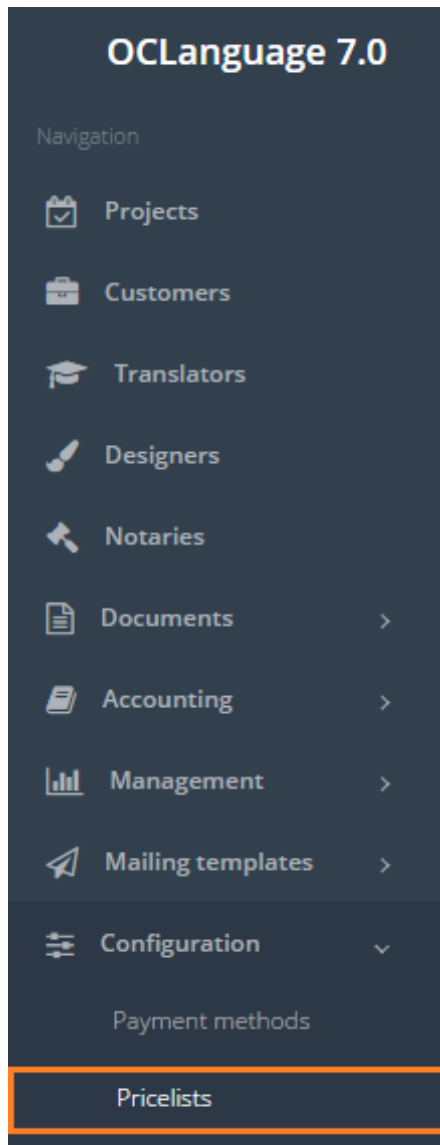 OCLanguage 7.0
Navigation
Projects
Customers
Translators
Designers
Notaries
Documents
Accounting
Management
Mailing templates
Configuration
Payment methods
Pricelists